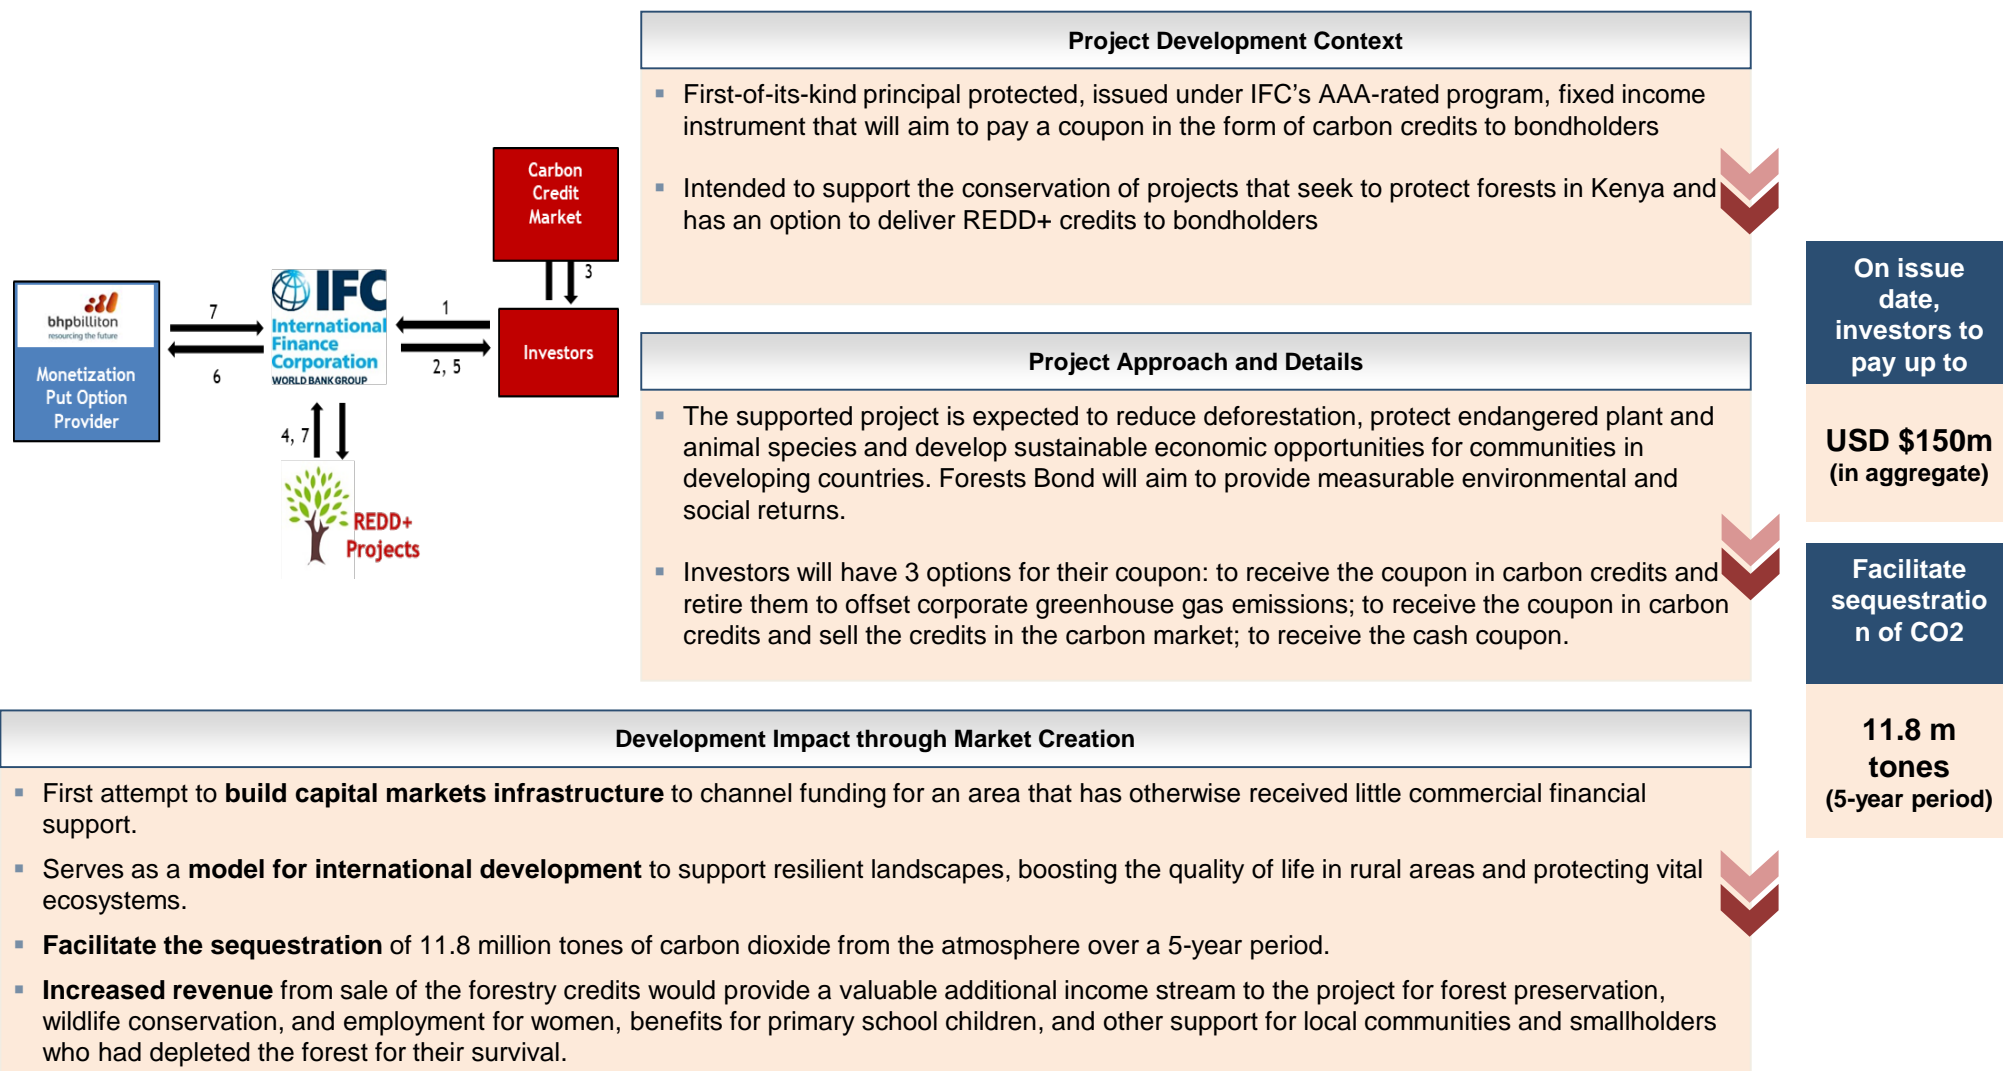 Project Development Context
▪ First-of-its-kind principal protected, issued under IFC's AAA-rated program, fixed income
instrument that will aim to pay a coupon in the form of carbon credits to bondholders
▪ Intended to support the conservation of projects that seek to protect forests in Kenya and
has an option to deliver REDD+ credits to bondholders
Carbon
Credit
Market
3
bhpbilliton
resourcing the future
Monetization
Put Option
Provider
7
6
IFC
International
Finance
Corporation
WORLD BANK GROUP
1
2, 5
Investors
4, 7
REDD+
Projects
Project Approach and Details
▪ The supported project is expected to reduce deforestation, protect endangered plant and
animal species and develop sustainable economic opportunities for communities in
developing countries. Forests Bond will aim to provide measurable environmental and
social returns.
▪ Investors will have 3 options for their coupon: to receive the coupon in carbon credits and
retire them to offset corporate greenhouse gas emissions; to receive the coupon in carbon
credits and sell the credits in the carbon market; to receive the cash coupon.
On issue
date,
investors to
pay up to
USD $150m
(in aggregate)
Facilitate
sequestratio
n of CO2
11.8 m
tones
(5-year period)
Development Impact through Market Creation
▪ First attempt to build capital markets infrastructure to channel funding for an area that has otherwise received little commercial financial
support.
▪ Serves as a model for international development to support resilient landscapes, boosting the quality of life in rural areas and protecting vital
ecosystems.
▪ Facilitate the sequestration of 11.8 million tones of carbon dioxide from the atmosphere over a 5-year period.
▪ Increased revenue from sale of the forestry credits would provide a valuable additional income stream to the project for forest preservation,
wildlife conservation, and employment for women, benefits for primary school children, and other support for local communities and smallholders
who had depleted the forest for their survival.